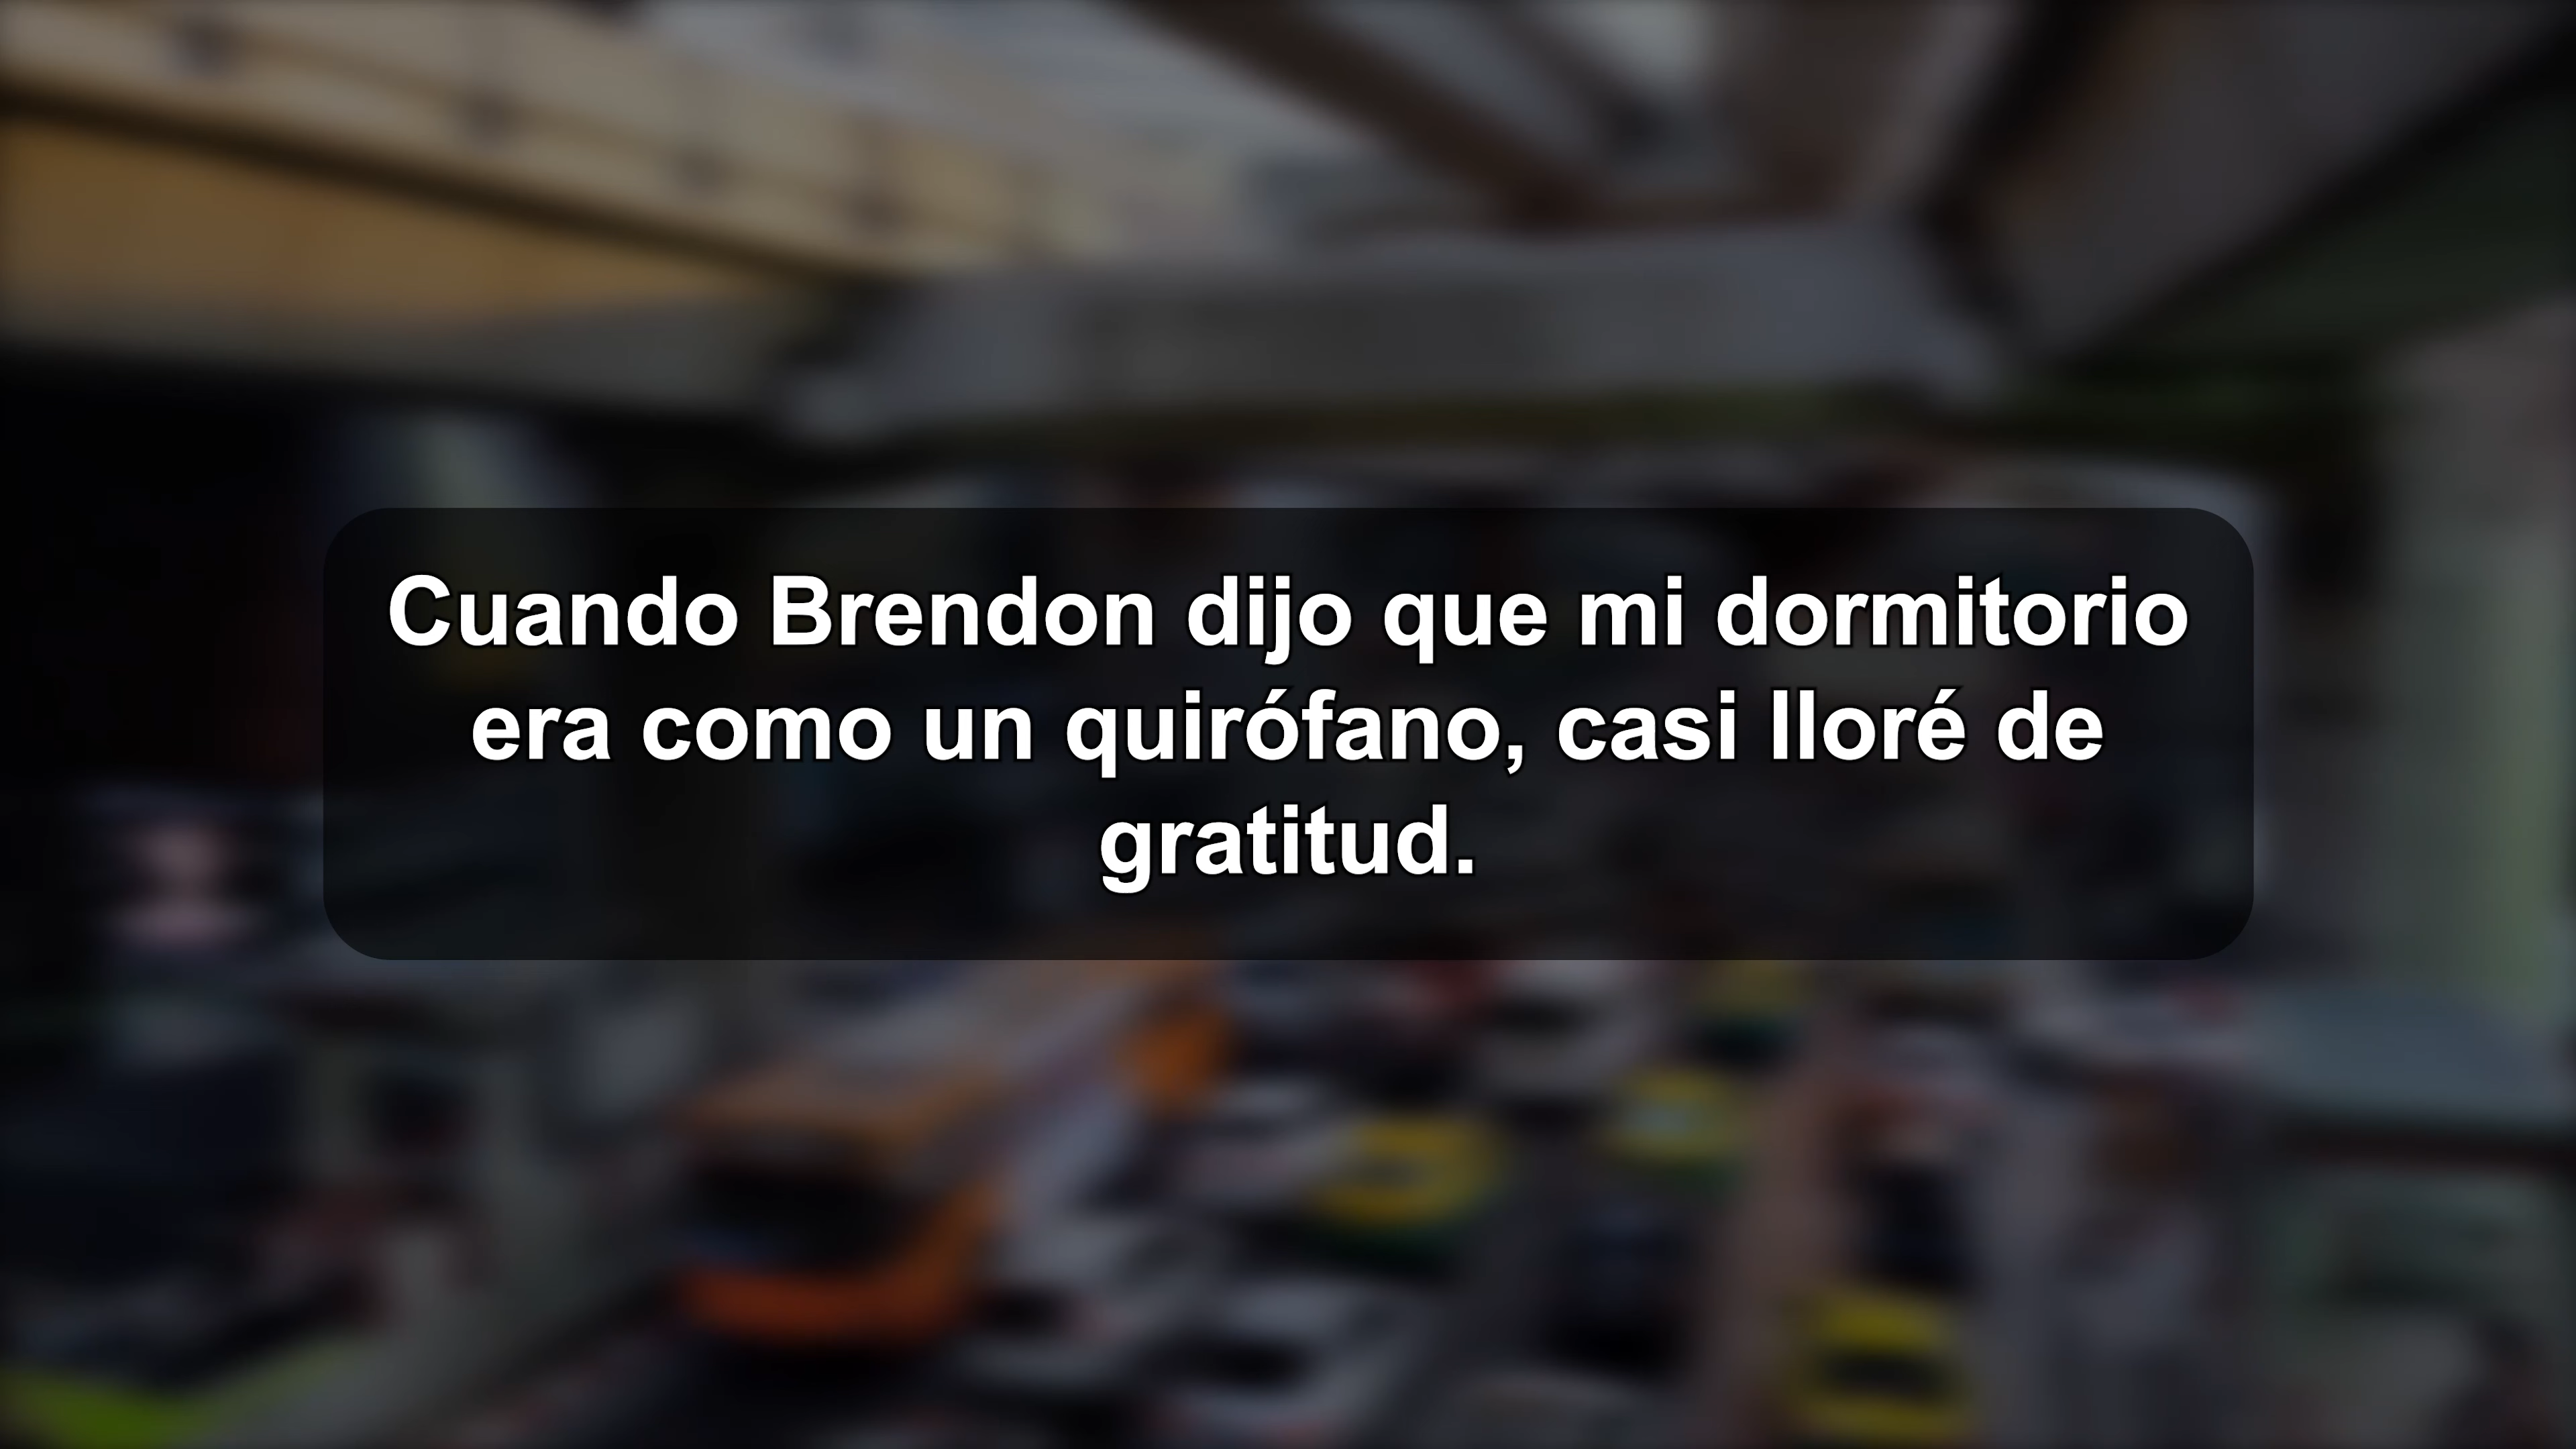 Cuando Brendon dijo que mi dormitorio
era como un quirófano, casi lloré de
gratitud.